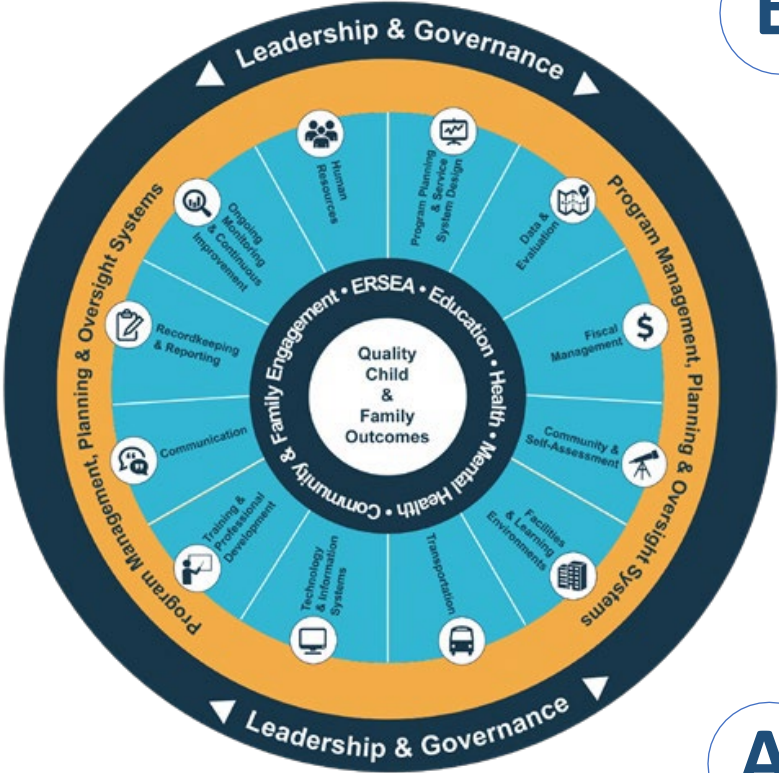 Leadership & Governance
Program Management, Planning & Oversight Systems
Program Management, Planning & Oversight Systems
Human
Resources
Program Planning
& Service
System Design
Data &
Evaluation
Fiscal
Management
$
Community &
Self-Assessment
Facilities
& Learning
Environments
Transportation
Technology
& Information
Systems
Training &
Professional
Development
Communication
Recordkeeping
& Reporting
Ongoing
Monitoring
& Continuous
Improvement
Community & Family Engagement • ERSEA • Education • Health • Mental Health •
Quality
Child
&
Family
Outcomes
Leadership & Governance
A